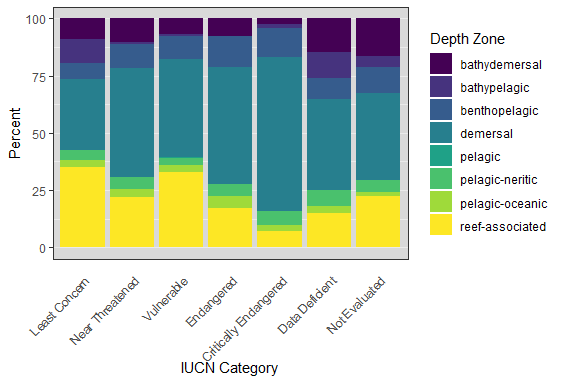 100
75
50
25
0
Percent
Least Concern
Near Threatened
Vulnerable
Endangered
Critically Endangered
Data Deficient
Not Evaluated
IUCN Category
Depth Zone
bathydemersal
bathypelagic
benthopelagic
demersal
pelagic
pelagic-neritic
pelagic-oceanic
reef-associated